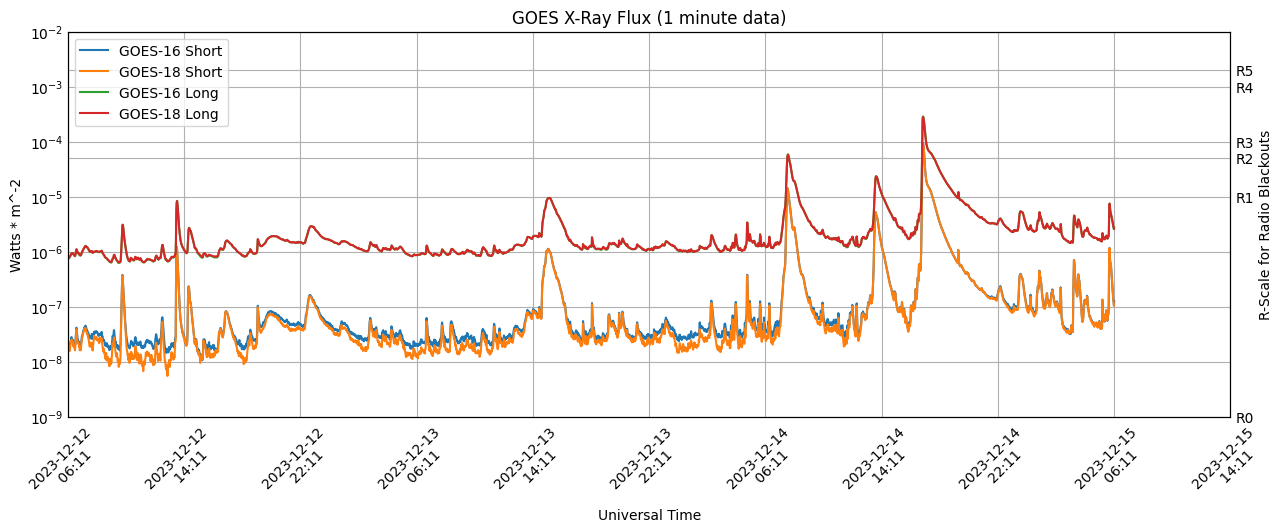 GOES X-Ray Flux (1 minute data)
GOES-16 Short
GOES-18 Short
GOES-16 Long
GOES-18 Long
10^-2
10^-3
10^-4
10^-5
10^-6
10^-7
10^-8
10^-9
Watts * m^-2
R5
R4
R3
R2
R1
R0
R-Scale for Radio Blackouts
2023-12-12
06:11
2023-12-12
14:11
2023-12-12
22:11
2023-12-13
06:11
2023-12-13
14:11
2023-12-13
22:11
2023-12-14
06:11
2023-12-14
14:11
2023-12-14
22:11
2023-12-15
06:11
2023-12-15
14:11
Universal Time